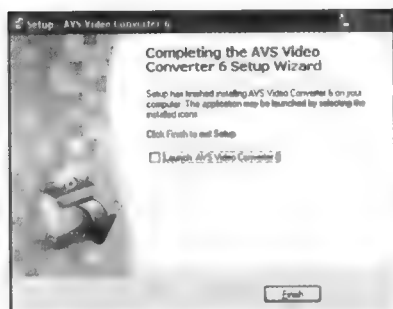 Setup - AVS Video Converter 6
Completing the AVS Video
Converter 6 Setup Wizard
Setup has finished installing AVS Video Converter 6 on your
computer. The application may be launched by selecting the
installed icons.
Click Finish to exit Setup.
Launch AVS Video Converter 6
Finish